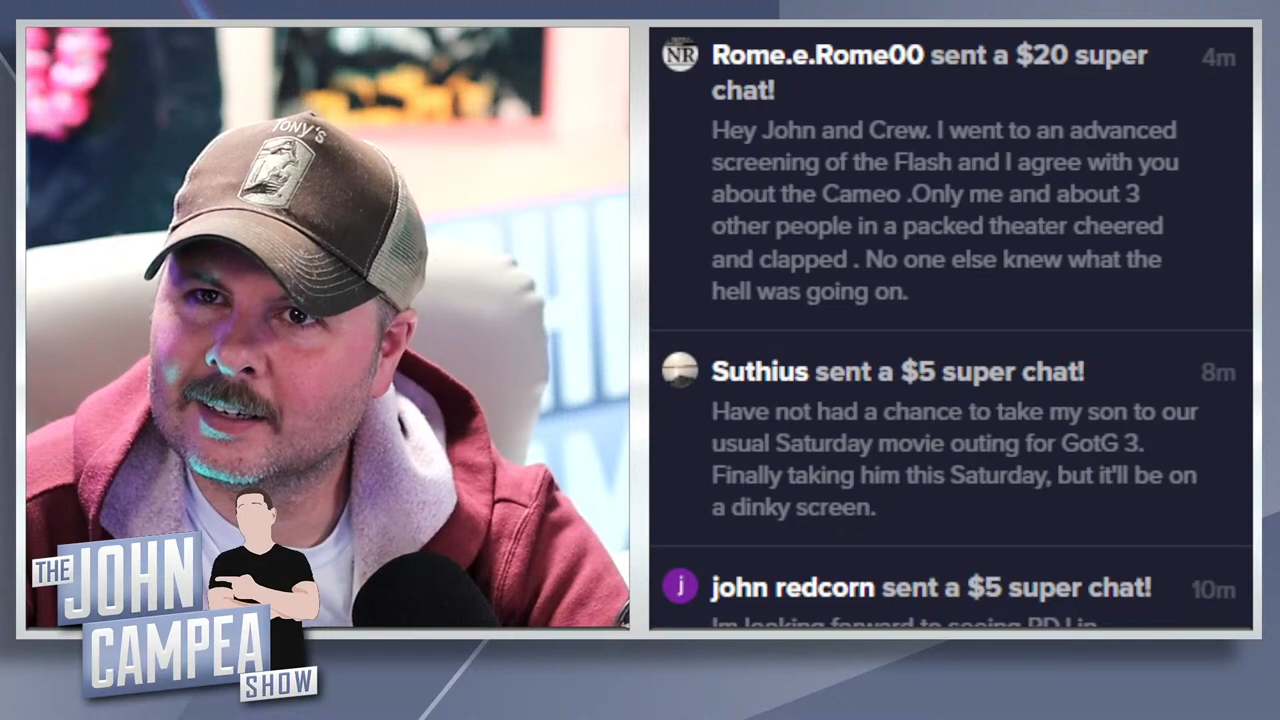 TONY'S
THE
JOHN
CAMPEA
SHOW
NR
Rome.e.Rome00 sent a $20 super
4m
chat!
Hey John and Crew. I went to an advanced
screening of the Flash and I agree with you
about the Cameo .Only me and about 3
other people in a packed theater cheered
and clapped . No one else knew what the
hell was going on.
Suthius sent a $5 super chat!
8m
Have not had a chance to take my son to our
usual Saturday movie outing for GotG 3.
Finally taking him this Saturday, but it'll be on
a dinky screen.
j
john redcorn sent a $5 super chat!
10m
Im looking forward to seeing